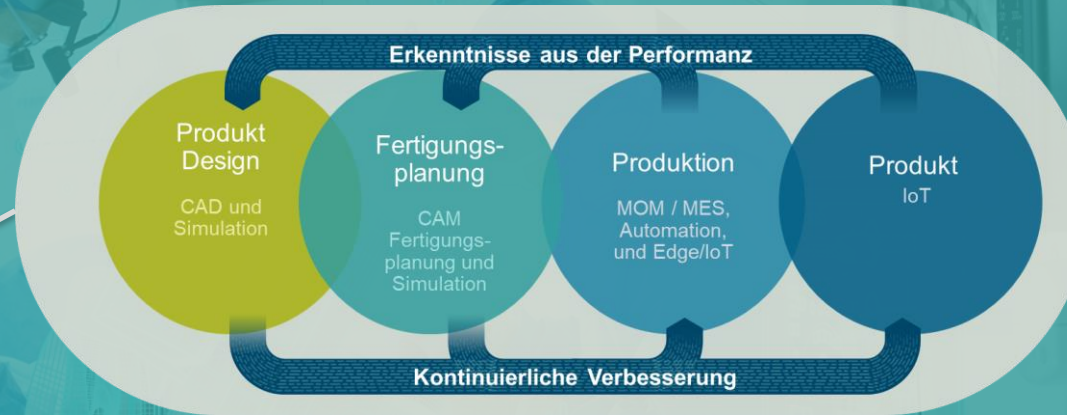 Erkenntnisse aus der Performanz
Produkt
Design
CAD und
Simulation
Fertigungs-
planung
CAM
Fertigungs-
planung und
Simulation
Produktion
MOM / MES,
Automation,
und Edge/IoT
Produkt
IoT
Kontinuierliche Verbesserung